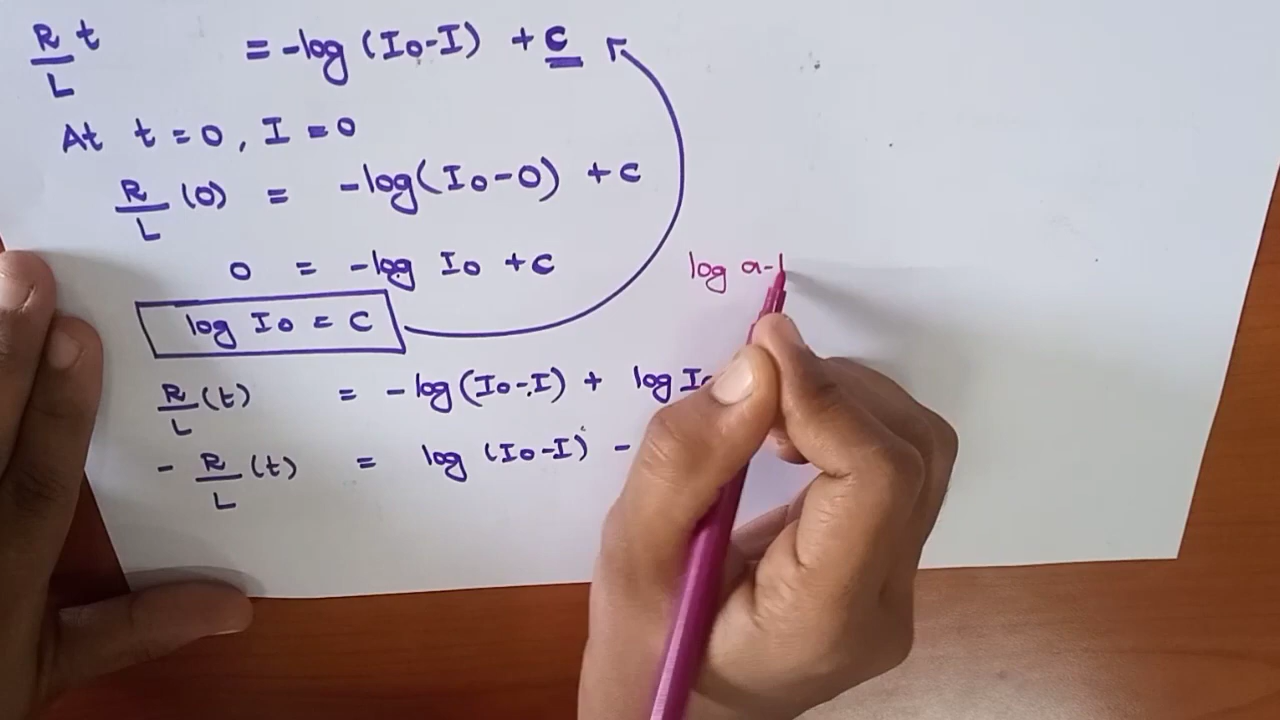 R/L t = -log (I₀-I) + C
At t = 0, I = 0
R/L (0) = -log(I₀-0) + C
0 = -log I₀ + C
log a-
log I₀ = C
R/L (t) = -log(I₀-I) + log I₀
- R/L (t) = log (I₀-I) -